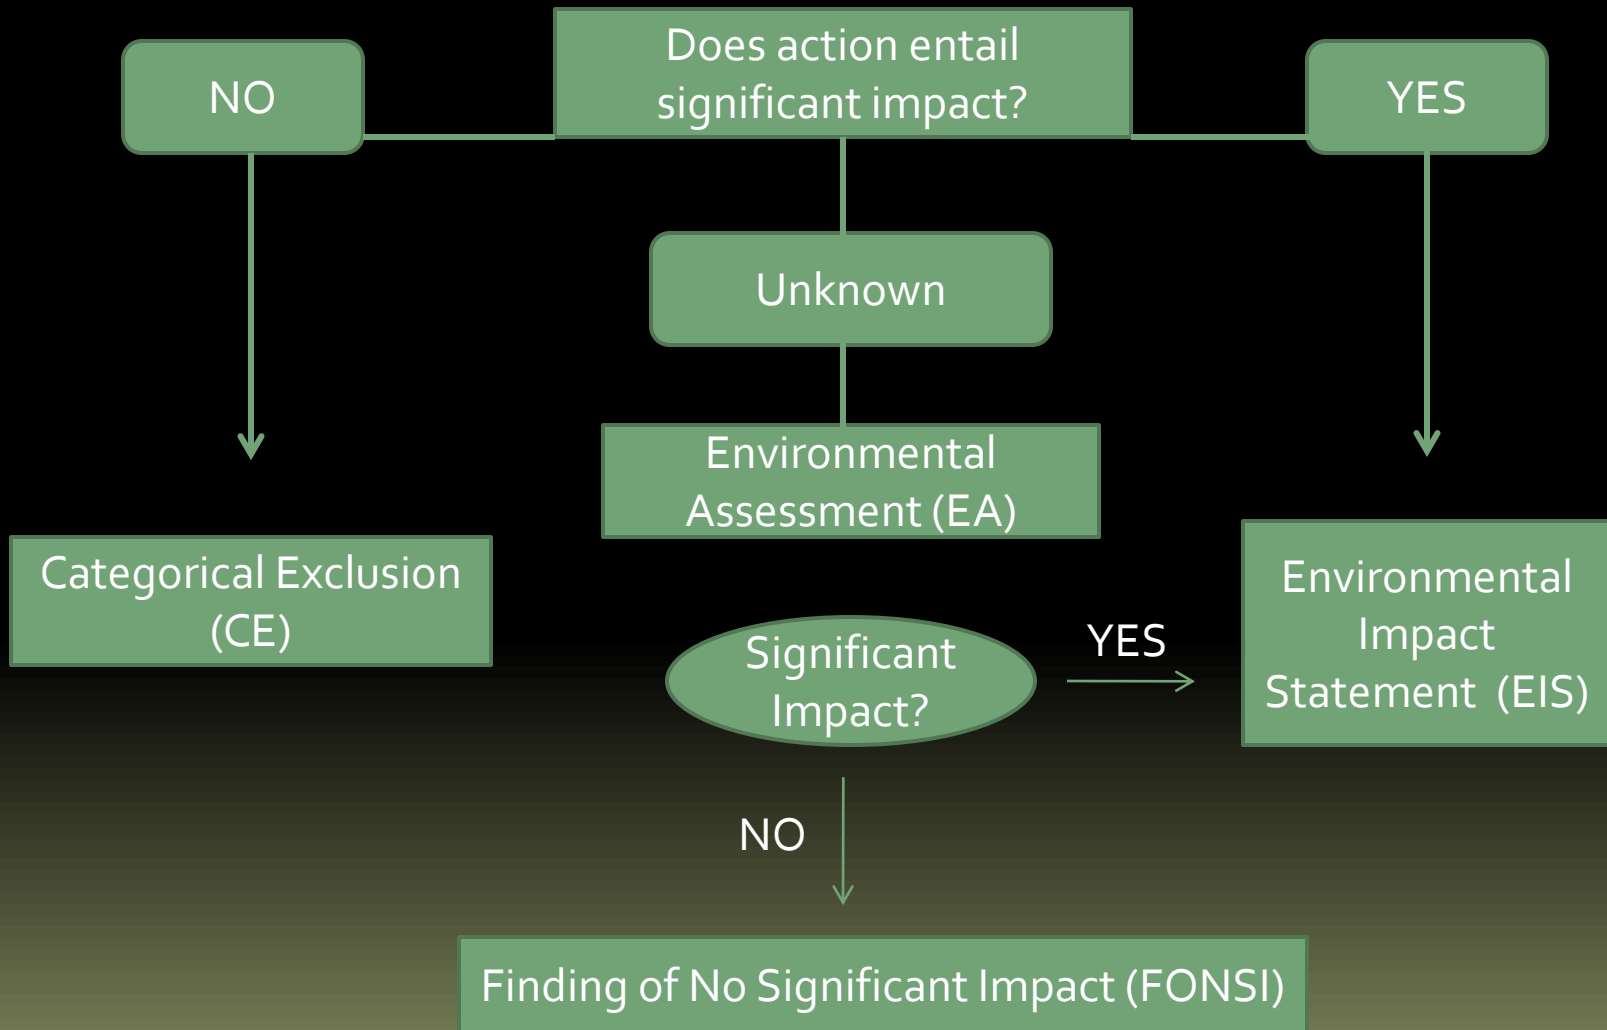 Does action entail
significant impact?
NO
YES
Unknown
Environmental
Assessment (EA)
Categorical Exclusion
(CE)
Environmental
Impact
Statement (EIS)
Significant
Impact?
YES
NO
Finding of No Significant Impact (FONSI)